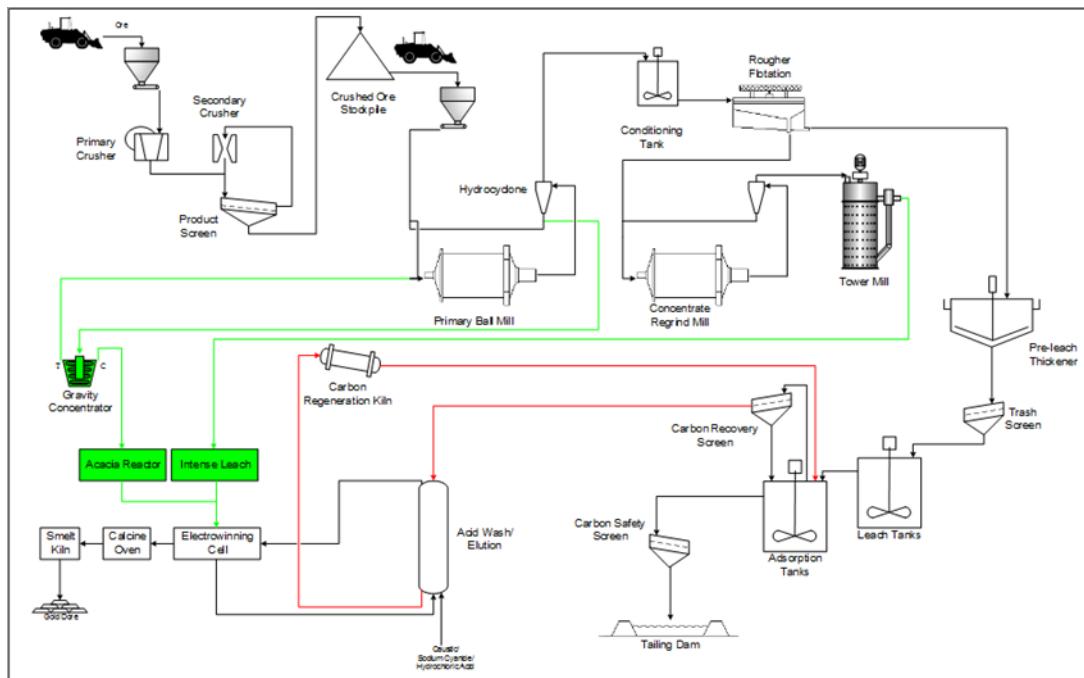 Ore
Primary
Crusher
Secondary
Crusher
Product
Screen
Crushed Ore
Stockpile
Hydrocyclone
Conditioning
Tank
Rougher
Flotation
Primary Ball Mill
Concentrate
Regrind Mill
Tower Mill
Pre-leach
Thickener
Trash
Screen
T
C
Gravity
Concentrator
Carbon
Regeneration Kiln
Carbon Recovery
Screen
Acacia Reactor
Intense Leach
Acid Wash/
Elution
Carbon Safety
Screen
Adsorption
Tanks
Leach Tanks
Smelt
Kiln
Calcine
Oven
Electrowinning
Cell
Gold Dore
Caustic/
Sodium Cyanide/
Hydrochloric Acid
Tailing Dam